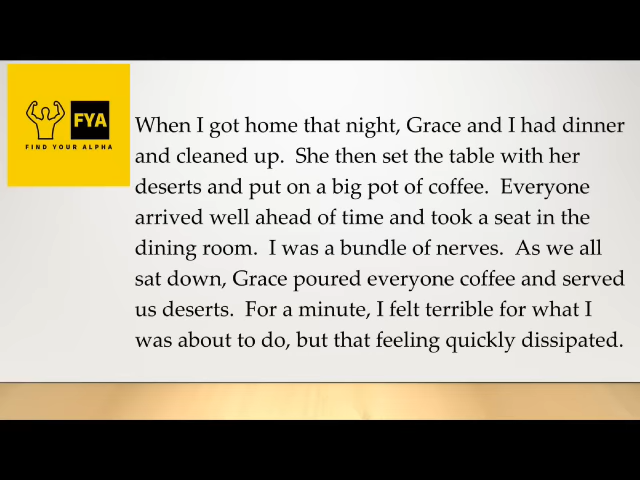 FYA
FIND YOUR ALPHA
When I got home that night, Grace and I had dinner
and cleaned up.  She then set the table with her
deserts and put on a big pot of coffee.  Everyone
arrived well ahead of time and took a seat in the
dining room.  I was a bundle of nerves.  As we all
sat down, Grace poured everyone coffee and served
us deserts.  For a minute, I felt terrible for what I
was about to do, but that feeling quickly dissipated.